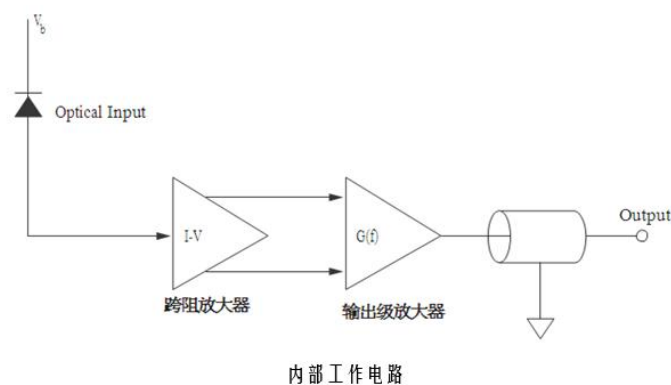 Vb
Optical Input
I-V
G(f)
Output
跨阻放大器
输出级放大器
内部工作电路